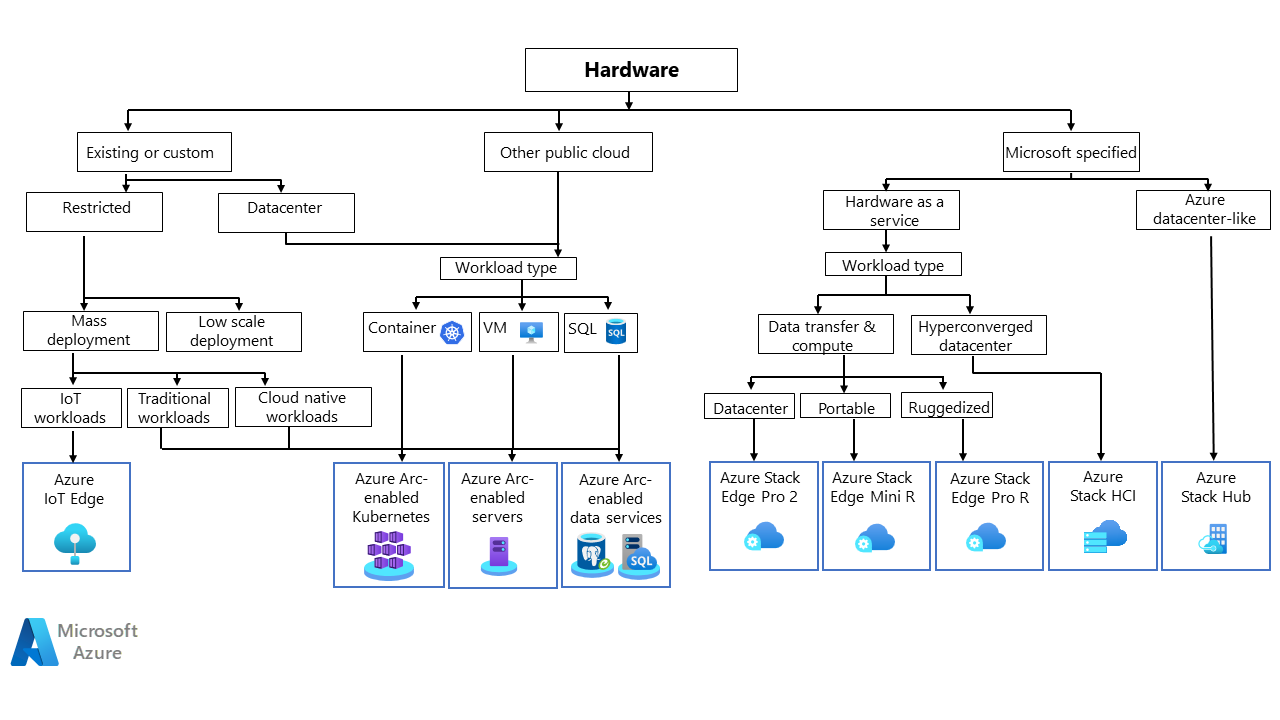 Hardware
Existing or custom
Other public cloud
Microsoft specified
Restricted
Datacenter
Hardware as a
service
Azure
datacenter-like
Workload type
Workload type
Mass
deployment
Low scale
deployment
Container
VM
SQL
SQL
Data transfer &
compute
Hyperconverged
datacenter
IoT
workloads
Traditional
workloads
Cloud native
workloads
Datacenter
Portable
Ruggedized
Azure
IoT Edge
Azure Arc-
enabled
Kubernetes
Azure Arc-
enabled
servers
Azure Arc-
enabled
data services
SQL
Azure Stack
Edge Pro 2
Azure Stack
Edge Mini R
Azure Stack
Edge Pro R
Azure
Stack HCI
Azure
Stack Hub
Microsoft
Azure